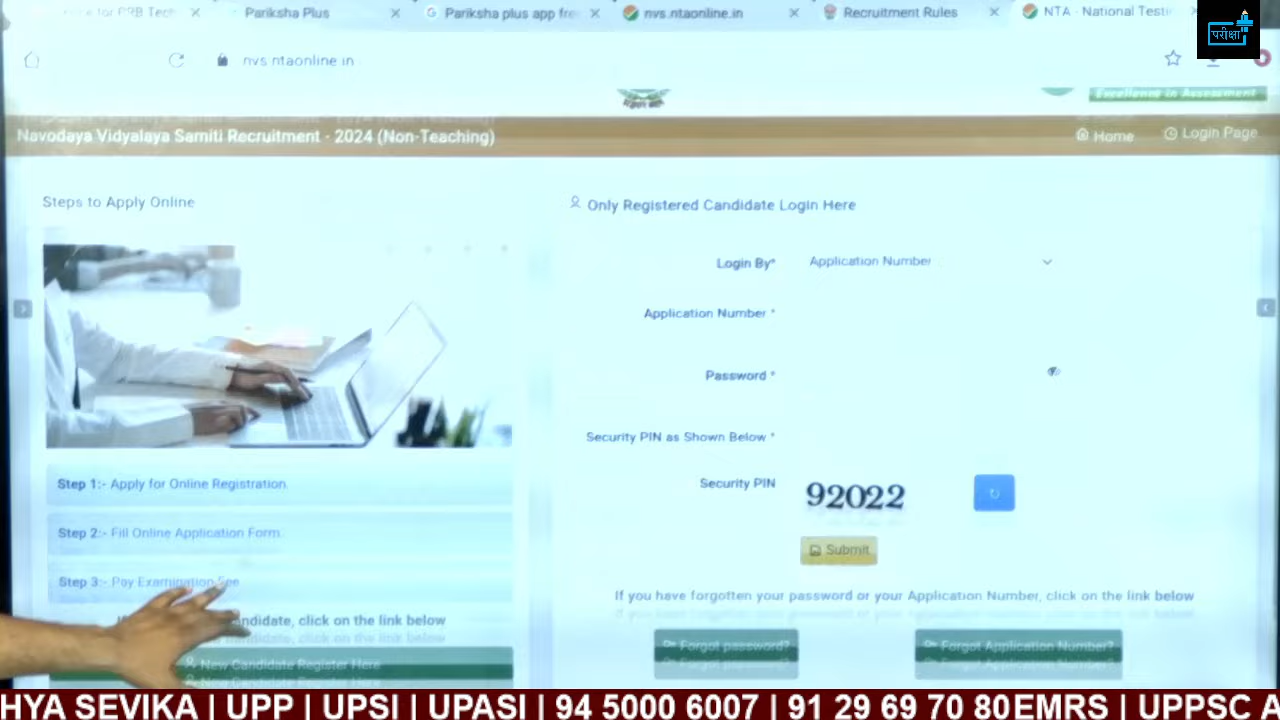 Pariksha Plus
Pariksha plus app fre
nvs.ntaonline.in
Recruitment Rules
NTA - National Testi
परीक्षा
nvs.ntaonline.in
Excellence in Assessment
Navodaya Vidyalaya Samiti Recruitment - 2024 (Non-Teaching)
Home
Login Page
Steps to Apply Online
Step 1:- Apply for Online Registration.
Step 2:- Fill Online Application Form.
Step 3:- Pay Examination Fee
andidate, click on the link below
New Candidate Register Here
Only Registered Candidate Login Here
Login By*
Application Number
Application Number *
Password *
Security PIN as Shown Below *
Security PIN
92022
Submit
If you have forgotten your password or your Application Number, click on the link below
Forgot password?
Forgot Application Number?
HYA SEVIKA | UPP | UPSI | UPASI | 94 5000 6007 | 91 29 69 70 80EMRS | UPPSC A